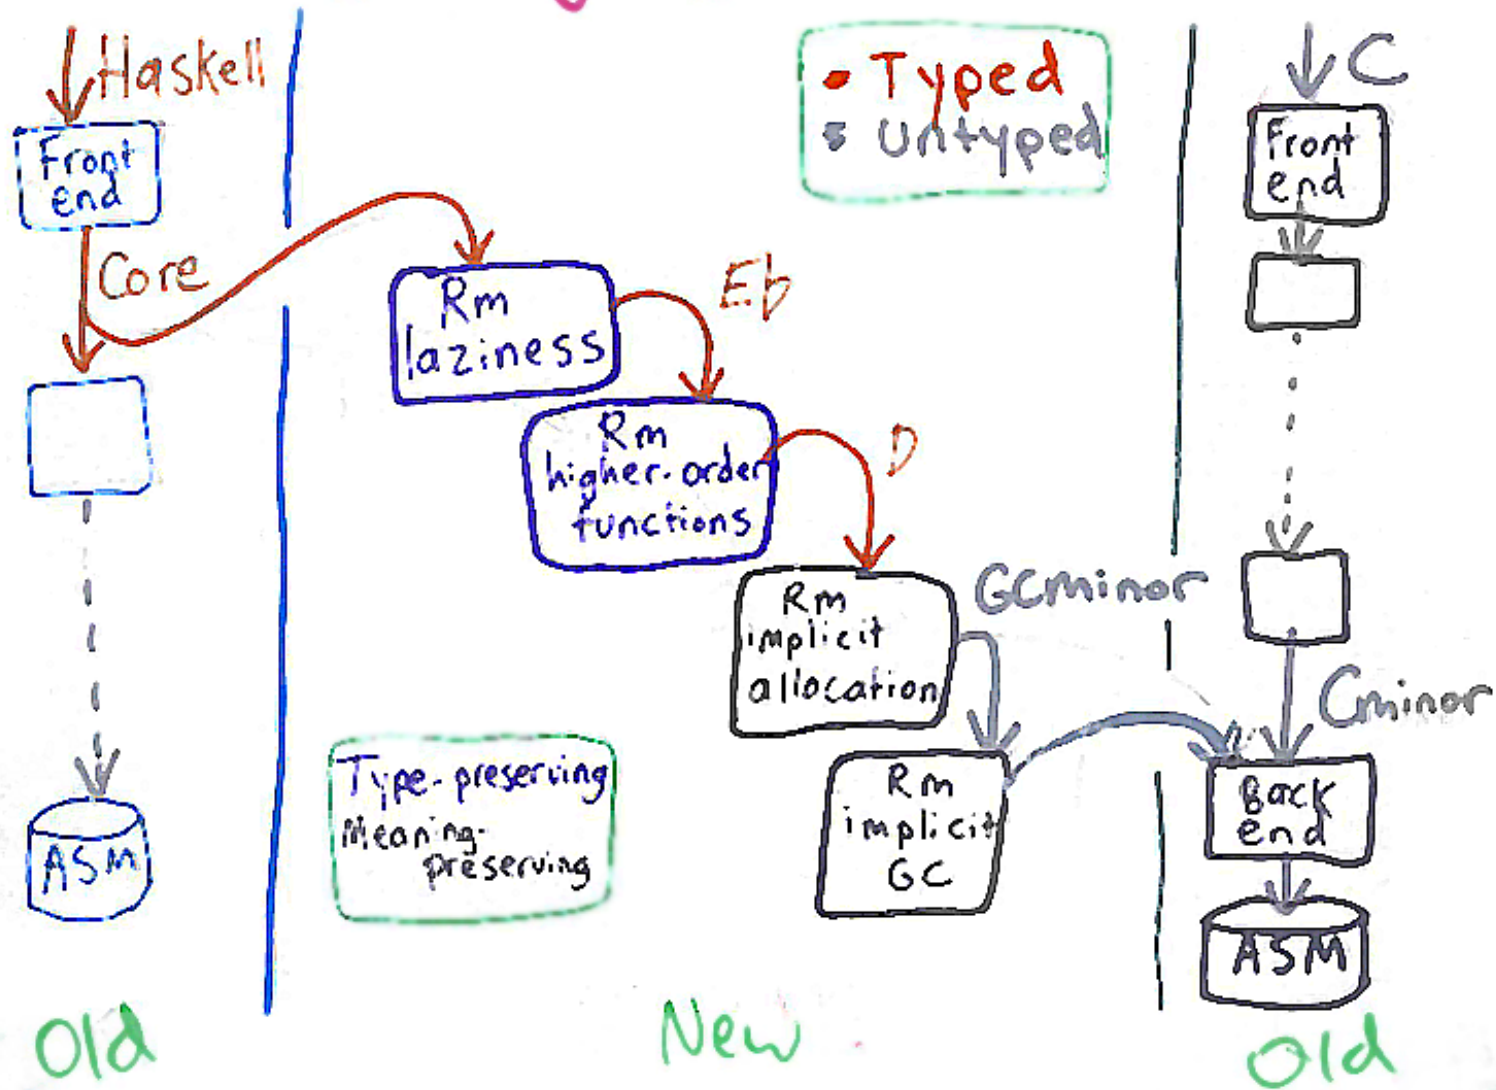 Haskell
Front
end
Core
ASM
Old
Typed
Untyped
Rm
laziness
Eb
Rm
higher-order
functions
D
Rm
implicit
allocation
GCminor
Rm
implicit
GC
Type-preserving
Meaning-
preserving
New
C
Front
end
Cminor
Back
end
ASM
Old